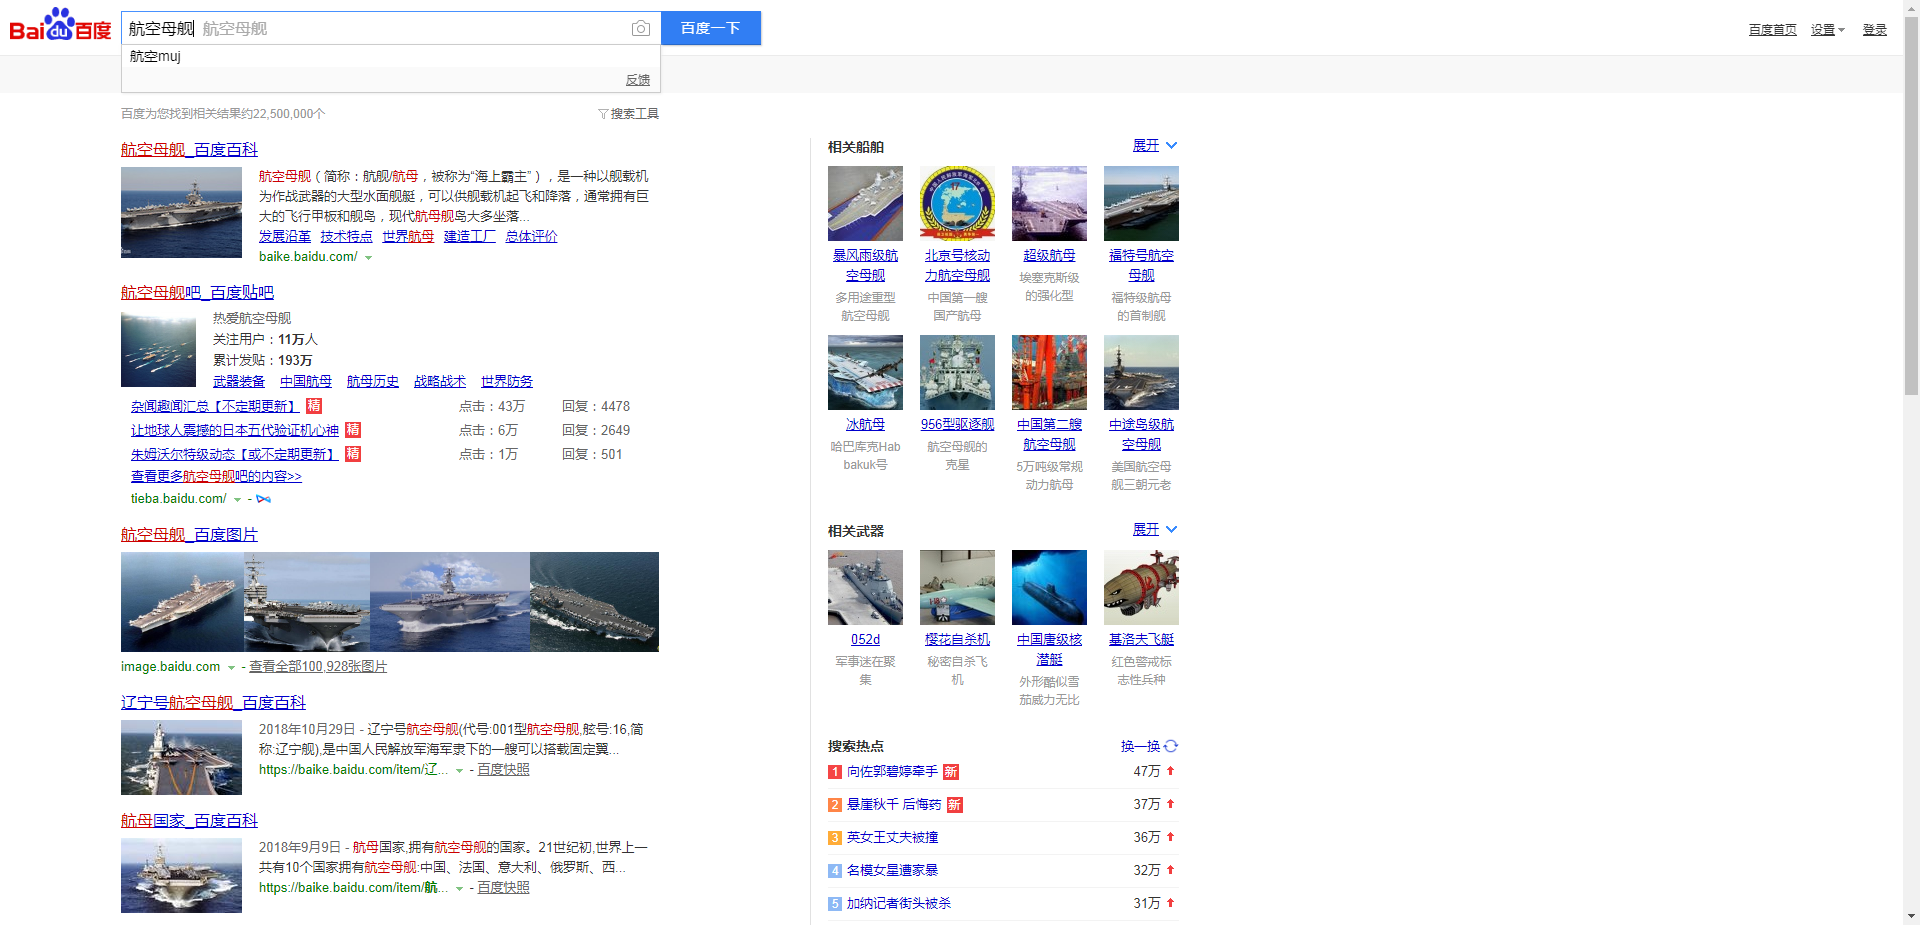 Baidu百度
航空母舰 航空母舰
百度一下
百度首页 设置 登录
航空muj
反馈
百度为您找到相关结果约22,500,000个
搜索工具
航空母舰_百度百科
航空母舰（简称：航舰/航母，被称为“海上霸主”），是一种以舰载机
为作战武器的大型水面舰艇，可以供舰载机起飞和降落，通常拥有巨
大的飞行甲板和舰岛，现代航母舰岛大多坐落...
发展沿革 技术特点 世界航母 建造工厂 总体评价
baike.baidu.com/
航空母舰吧_百度贴吧
热爱航空母舰
关注用户：11万人
累计发贴：193万
武器装备 中国航母 航母历史 战略战术 世界防务
杂闻趣闻汇总【不定期更新】 精 点击：43万 回复：4478
让地球人震撼的日本五代验证机心神 精 点击：6万 回复：2649
朱姆沃尔特级动态【或不定期更新】 精 点击：1万 回复：501
查看更多航空母舰吧的内容>>
tieba.baidu.com/ -
航空母舰_百度图片
image.baidu.com - 查看全部100,928张图片
辽宁号航空母舰_百度百科
2018年10月29日 - 辽宁号航空母舰(代号:001型航空母舰,舷号:16,简
称:辽宁舰),是中国人民解放军海军隶下的一艘可以搭载固定翼...
https://baike.baidu.com/item/辽... - 百度快照
航母国家_百度百科
2018年9月9日 - 航母国家,拥有航空母舰的国家。21世纪初,世界上一
共有10个国家拥有航空母舰:中国、法国、意大利、俄罗斯、西...
https://baike.baidu.com/item/航... - 百度快照
相关船舶 展开
暴风雨级航
空母舰
多用途重型
航空母舰
北京号核动
力航空母舰
中国第一艘
国产航母
超级航母
埃塞克斯级
的强化型
福特号航空
母舰
福特级航母
的首制舰
冰航母
哈巴库克Hab
bakuk号
956型驱逐舰
航空母舰的
克星
中国第二艘
航空母舰
5万吨级常规
动力航母
中途岛级航
空母舰
美国航空母
舰三朝元老
相关武器 展开
052d
军事迷在聚
集
樱花自杀机
秘密自杀飞
机
中国唐级核
潜艇
外形酷似雪
茄威力无比
基洛夫飞艇
红色警戒标
志性兵种
搜索热点 换一换
1 向佐郭碧婷牵手 新 47万
2 悬崖秋千 后悔药 新 37万
3 英女王丈夫被撞 36万
4 名模女星遭家暴 32万
5 加纳记者街头被杀 31万